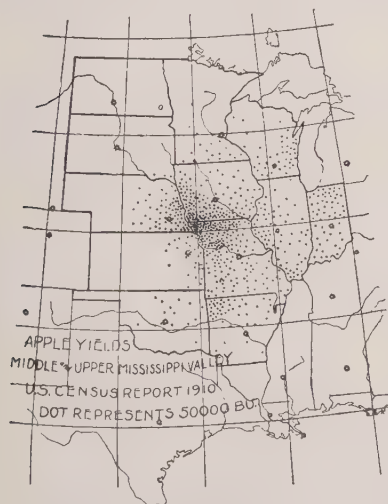 APPLE YIELDS
MIDDLE & UPPER MISSISSIPPI VALLEY
U.S. CENSUS REPORT 1910
DOT REPRESENTS 50000 BU.